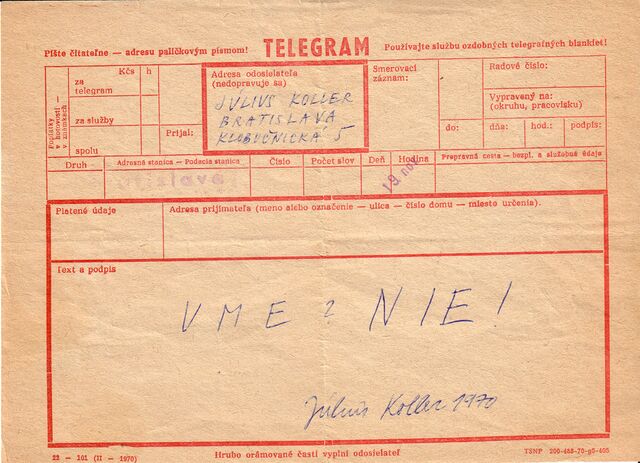 Píšte čitateľne — adresu paličkovým písmom!
TELEGRAM
Používajte službu ozdobných telegrafných blankiet!
Poplatky v hotovosti — v známkach
Kčs h
za telegram
za služby
spolu
Prijal:
Adresa odosielateľa
(nedopravuje sa)
JÚLIUS KOLLER
BRATISLAVA
KLOBUČNICKÁ 5
Smerovací
záznam:
Radové číslo:
Vypravený na:
(okruhu, pracovisku)
do: dňa: hod.: podpis:
Druh Adresná stanica - Podacia stanica Číslo Počet slov Deň Hodina Prepravná cesta — bezpl. a služobné údaje
Platené údaje
Adresa prijímateľa (meno alebo označenie — ulica — číslo domu — miesto určenia).
Text a podpis
VME ? NIE!
Július Koller 1970
22 - 101 (II - 1970)
Hrubo orámované časti vyplní odosielateľ